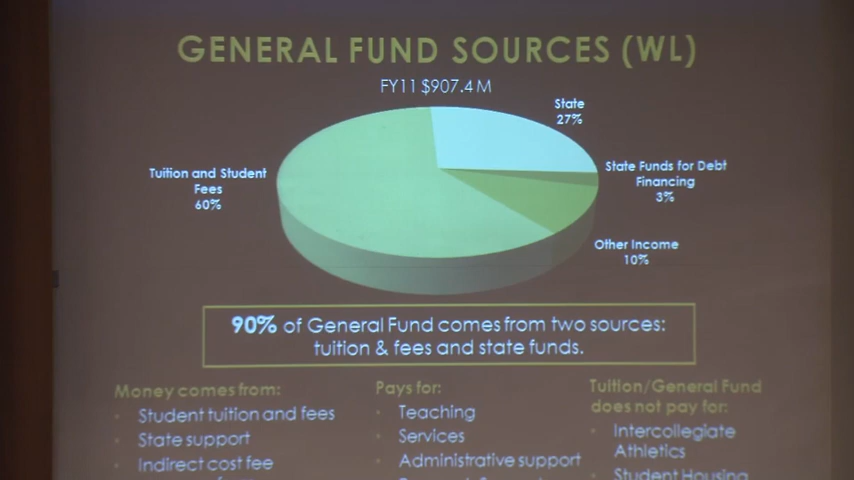 GENERAL FUND SOURCES (WL)
FY11 $907.4 M
State
27%
Tuition and Student
Fees
60%
State Funds for Debt
Financing
3%
Other Income
10%
90% of General Fund comes from two sources:
tuition & fees and state funds.
Money comes from:
• Student tuition and fees
• State support
• Indirect cost fee
Pays for:
• Teaching
• Services
• Administrative support
Tuition/General Fund
does not pay for:
• Intercollegiate
Athletics
• Student Housing